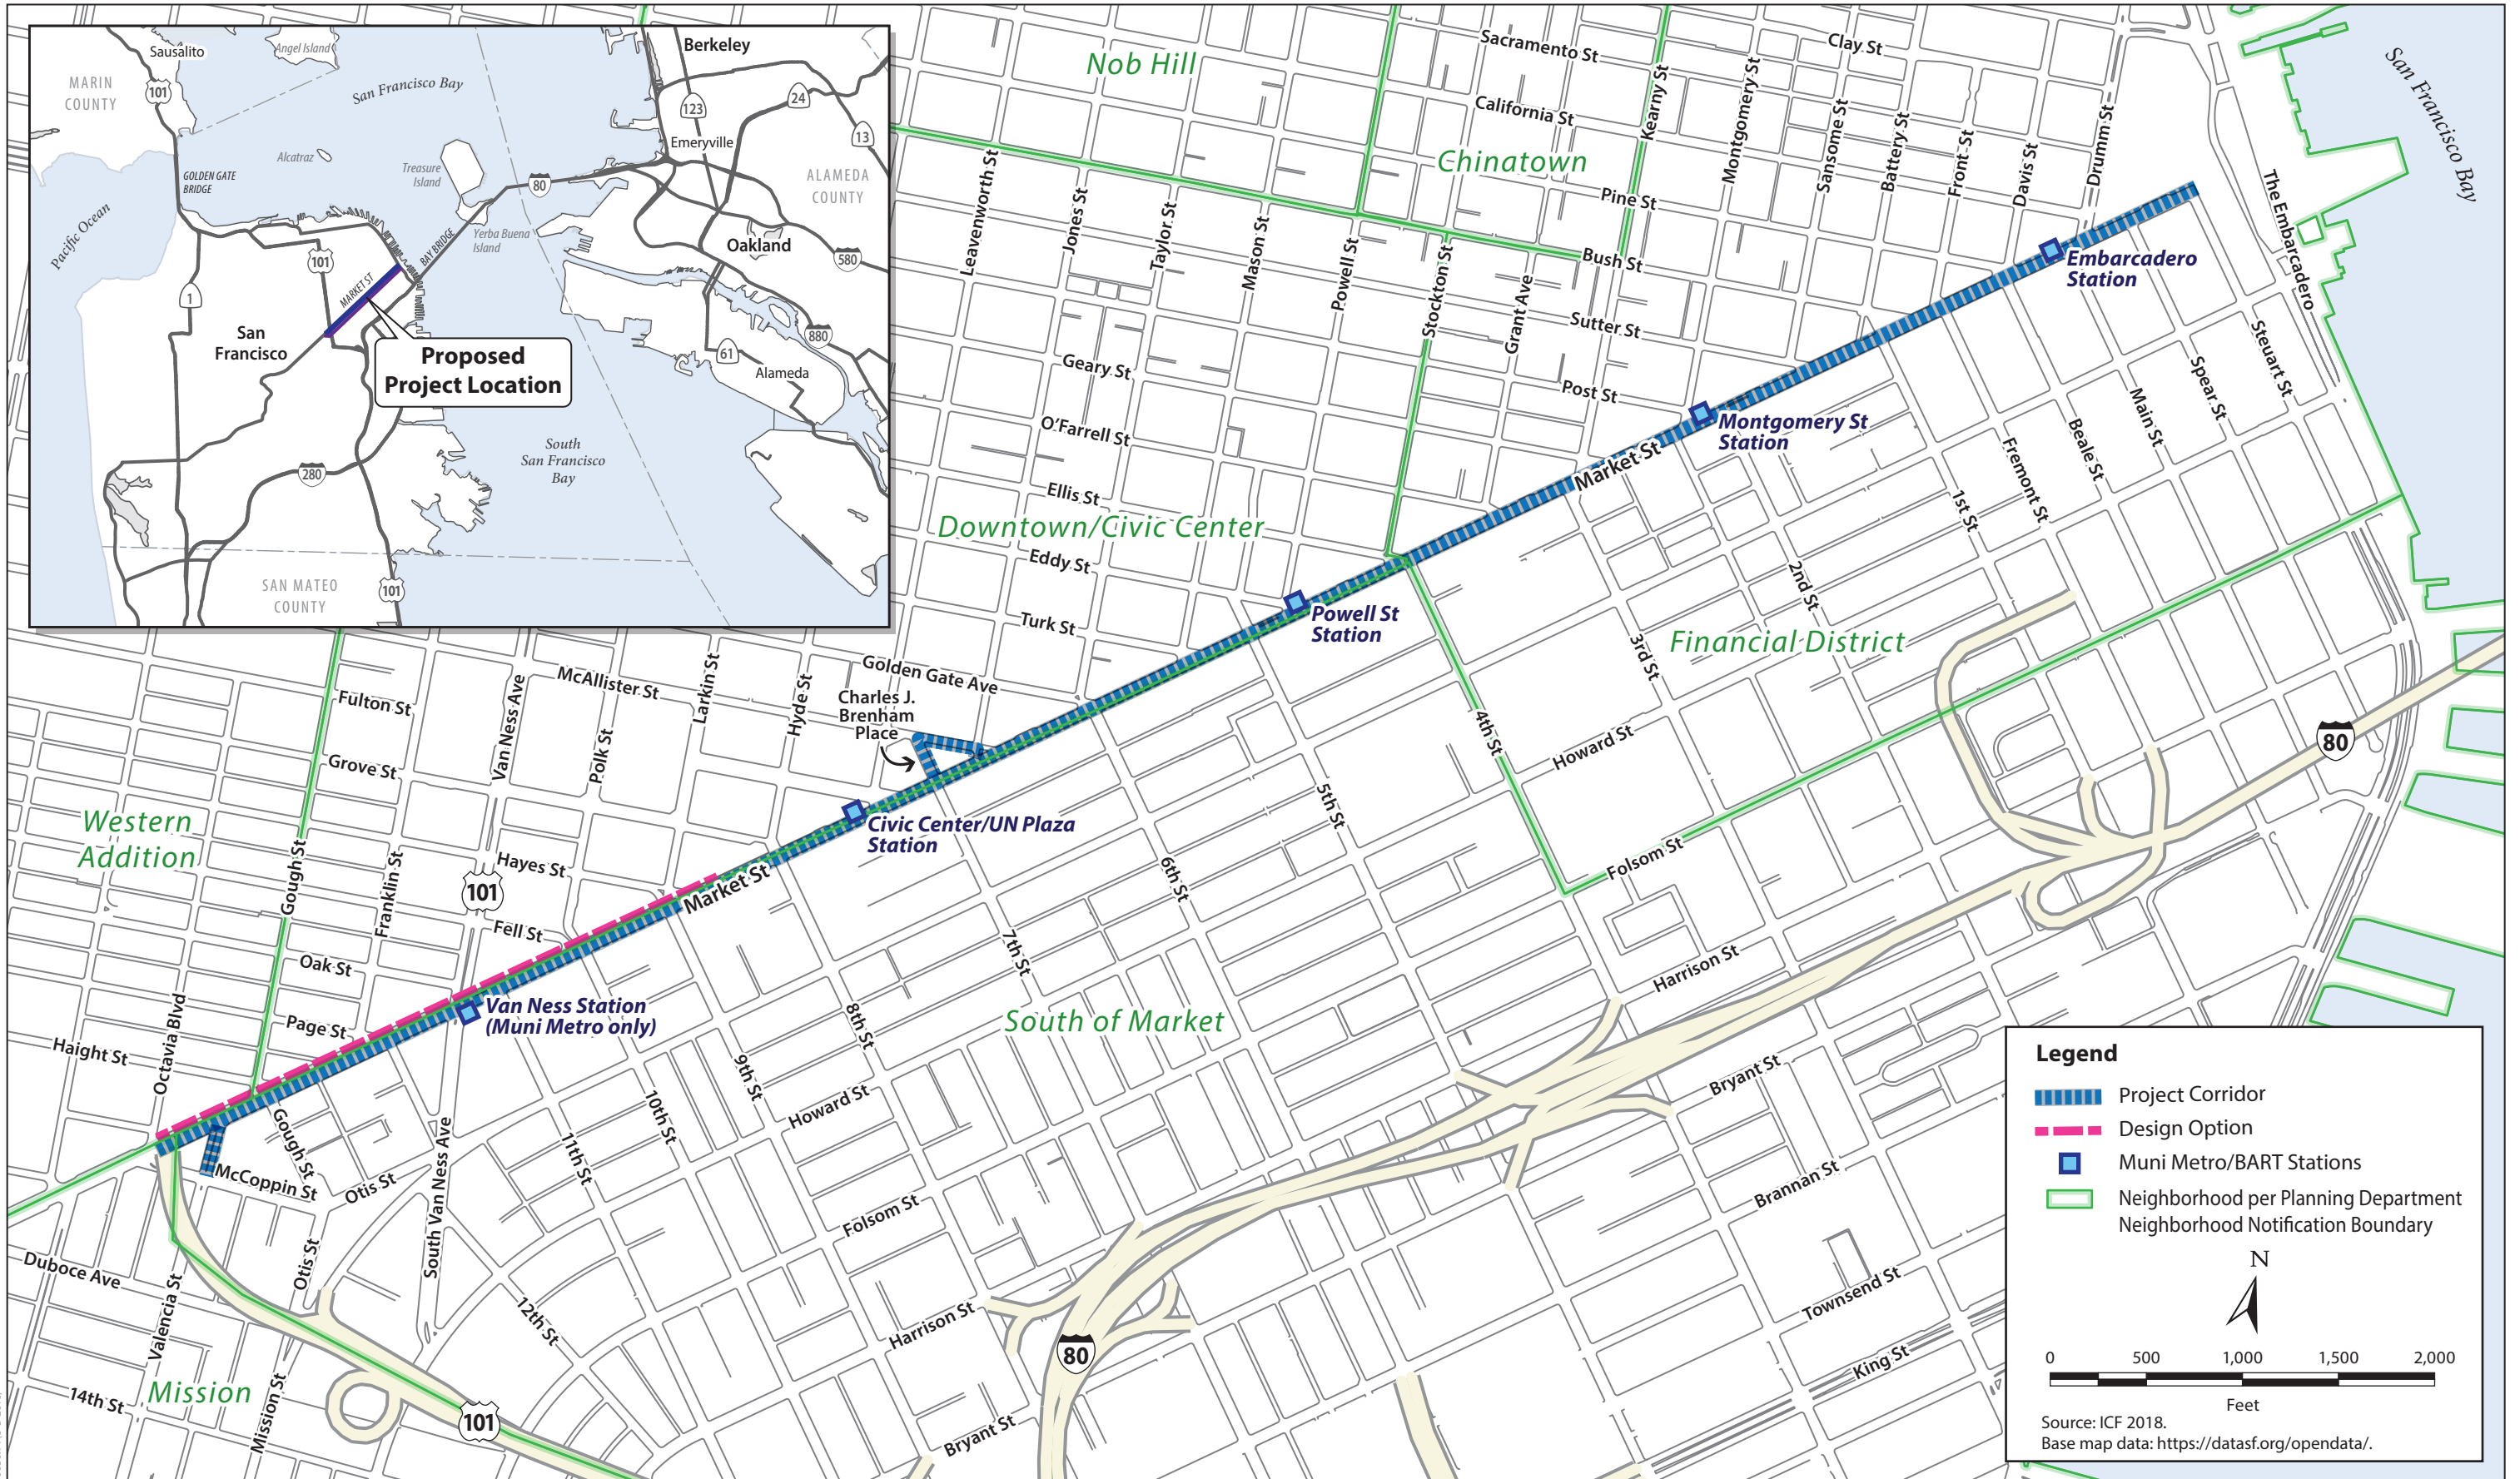 Sausalito
Angel Island
Berkeley
MARIN
COUNTY
101
San Francisco Bay
123
24
13
Emeryville
Alcatraz
Treasure
Island
GOLDEN GATE
BRIDGE
80
ALAMEDA
COUNTY
Pacific Ocean
BAY BRIDGE
Yerba Buena
Island
Oakland
101
580
1
MARKET ST
San
Francisco
880
61
Alameda
Proposed
Project Location
South
San Francisco
Bay
280
SAN MATEO
COUNTY
101
Nob Hill
Sacramento St
Clay St
San Francisco Bay
California St
Kearny St
Montgomery St
Sansome St
Battery St
Front St
Davis St
Drumm St
Chinatown
Leavenworth St
Jones St
Taylor St
Mason St
Powell St
Stockton St
Grant Ave
Pine St
Bush St
The Embarcadero
Embarcadero
Station
Sutter St
Geary St
Post St
Steuart St
Spear St
Main St
Beale St
Fremont St
1st St
O'Farrell St
Montgomery St
Station
Market St
Ellis St
Downtown/Civic Center
Eddy St
2nd St
Turk St
Powell St
Station
3rd St
Financial District
Golden Gate Ave
McAllister St
Larkin St
Hyde St
Charles J.
Brenham
Place
Fulton St
Van Ness Ave
Polk St
4th St
Howard St
80
Grove St
Western
Addition
Civic Center/UN Plaza
Station
5th St
Gough St
Franklin St
Hayes St
101
Market St
6th St
Folsom St
Fell St
7th St
Oak St
Harrison St
Van Ness Station
(Muni Metro only)
South of Market
Page St
Haight St
Octavia Blvd
8th St
9th St
Howard St
10th St
Bryant St
Gough St
South Van Ness Ave
11th St
McCoppin St
Otis St
Brannan St
Folsom St
Duboce Ave
Otis St
Valencia St
12th St
Harrison St
Townsend St
80
King St
14th St
Mission
Mission St
101
Bryant St
Legend
Project Corridor
Design Option
Muni Metro/BART Stations
Neighborhood per Planning Department
Neighborhood Notification Boundary
N
0 500 1,000 1,500 2,000
Feet
Source: ICF 2018.
Base map data: https://datasf.org/opendata/.